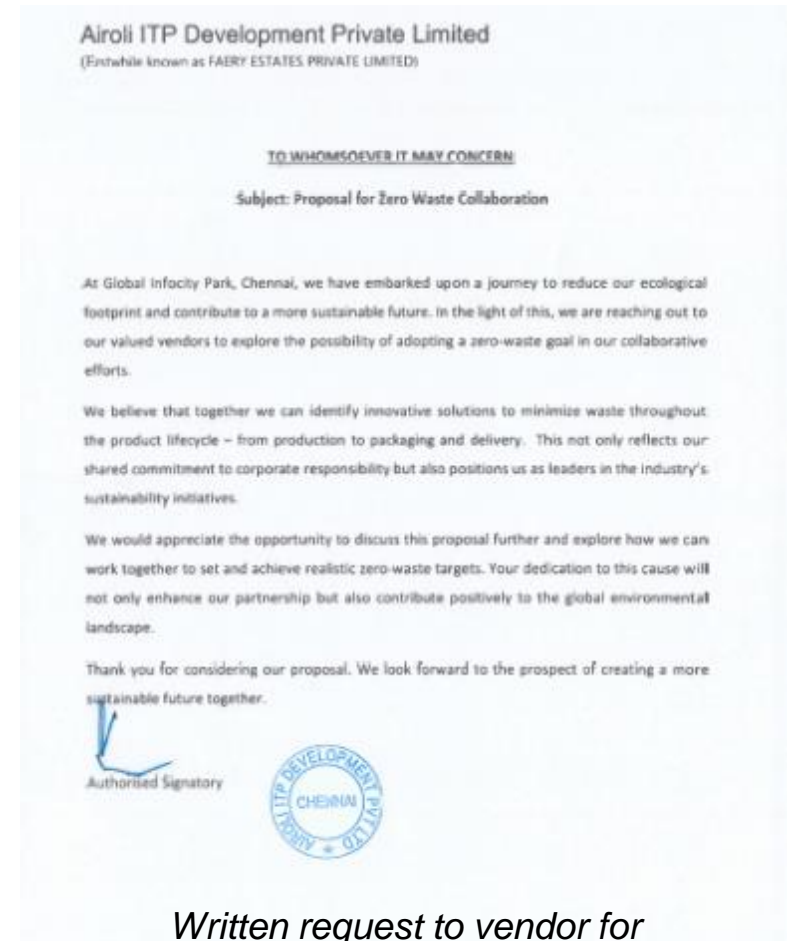 Airoli ITP Development Private Limited
(Erstwhile known as FAERY ESTATES PRIVATE LIMITED)
TO WHOMSOEVER IT MAY CONCERN
Subject: Proposal for Zero Waste Collaboration
At Global Infocity Park, Chennai, we have embarked upon a journey to reduce our ecological
footprint and contribute to a more sustainable future. In the light of this, we are reaching out to
our valued vendors to explore the possibility of adopting a zero-waste goal in our collaborative
efforts.
We believe that together we can identify innovative solutions to minimize waste throughout
the product lifecycle – from production to packaging and delivery. This not only reflects our
shared commitment to corporate responsibility but also positions us as leaders in the industry's
sustainability initiatives.
We would appreciate the opportunity to discuss this proposal further and explore how we can
work together to set and achieve realistic zero-waste targets. Your dedication to this cause will
not only enhance our partnership but also contribute positively to the global environmental
landscape.
Thank you for considering our proposal. We look forward to the prospect of creating a more
sustainable future together.
Authorised Signatory
AIROLI ITP DEVELOPMENT PVT LTD
CHENNAI
Written request to vendor for